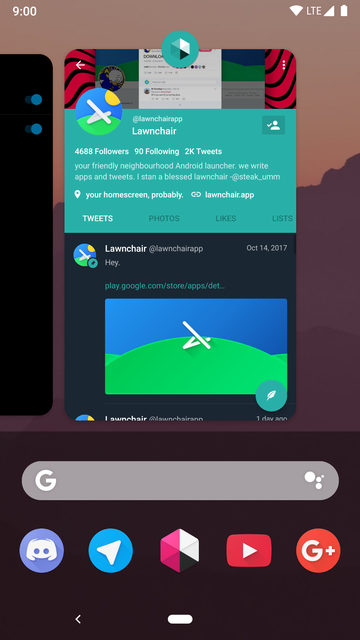 9:00
LTE
DOWNLOAD
@lawnchairapp
Lawnchair
4688 Followers 90 Following 2K Tweets
your friendly neighbourhood Android launcher. we write
apps and tweets. I stan a blessed lawnchair -@steak_umm
your homescreen, probably. lawnchair.app
TWEETS PHOTOS LIKES LISTS
Lawnchair @lawnchairapp Oct 14, 2017
Hey.
play.google.com/store/apps/det…
Lawnchair @lawnchairapp 1 day ago
G
G+